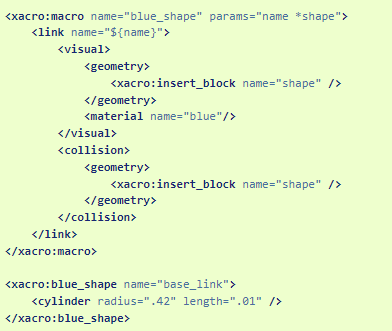 <xacro:macro name="blue_shape" params="name *shape">
    <link name="${name}">
        <visual>
            <geometry>
                <xacro:insert_block name="shape" />
            </geometry>
            <material name="blue"/>
        </visual>
        <collision>
            <geometry>
                <xacro:insert_block name="shape" />
            </geometry>
        </collision>
    </link>
</xacro:macro>

<xacro:blue_shape name="base_link">
    <cylinder radius=".42" length=".01" />
</xacro:blue_shape>